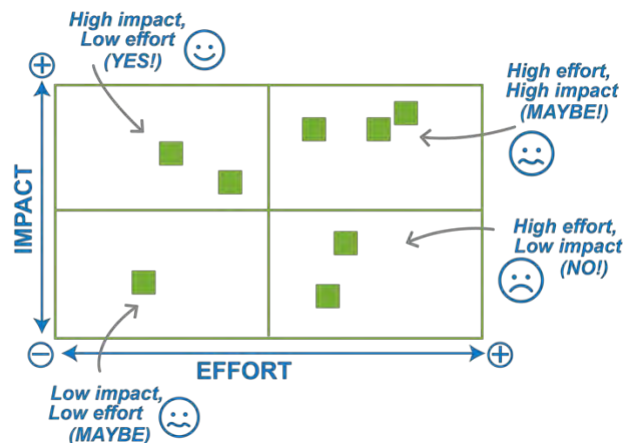 High impact,
Low effort
(YES!)
High effort,
High impact
(MAYBE!)
IMPACT
High effort,
Low impact
(NO!)
EFFORT
Low impact,
Low effort
(MAYBE)